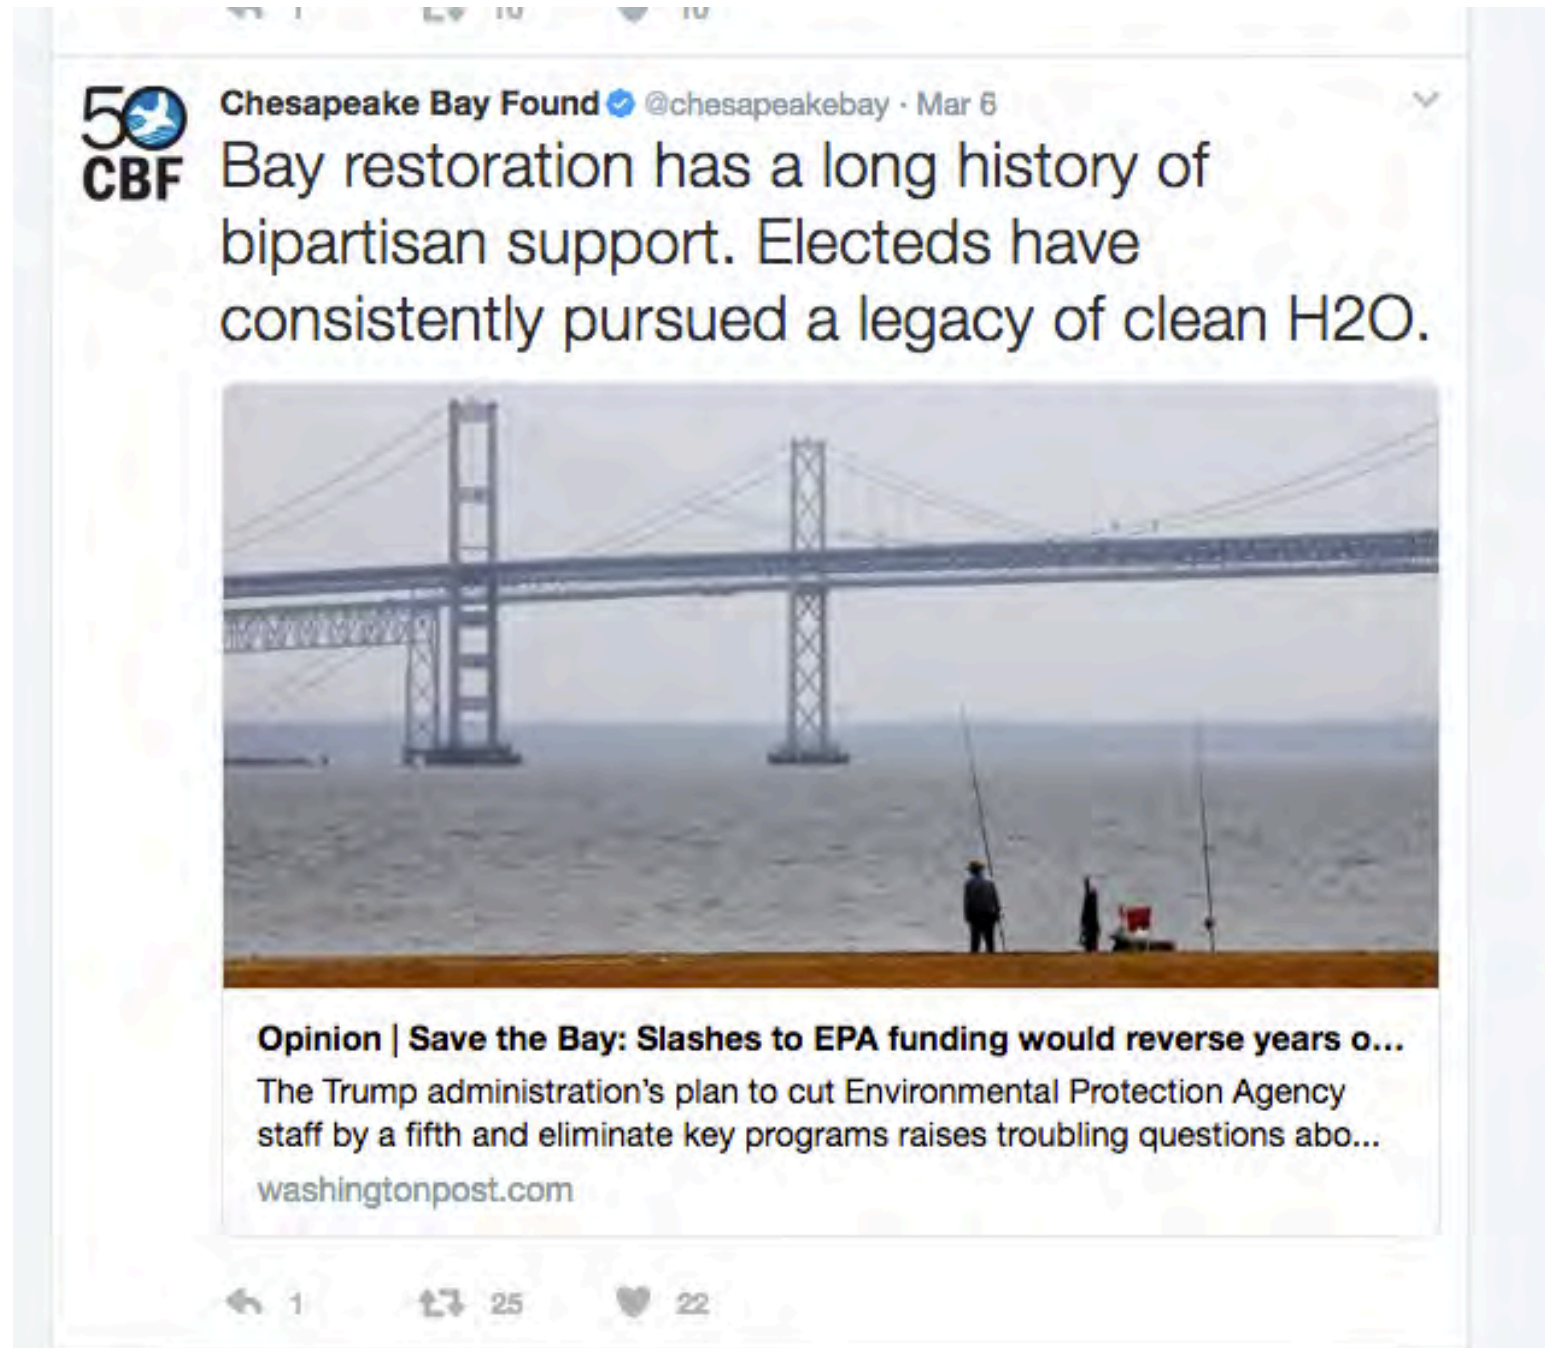 1 10 10
50
CBF
Chesapeake Bay Found @chesapeakebay · Mar 6
Bay restoration has a long history of
bipartisan support. Electeds have
consistently pursued a legacy of clean H2O.
Opinion | Save the Bay: Slashes to EPA funding would reverse years o...
The Trump administration's plan to cut Environmental Protection Agency
staff by a fifth and eliminate key programs raises troubling questions abo...
washingtonpost.com
1 25 22